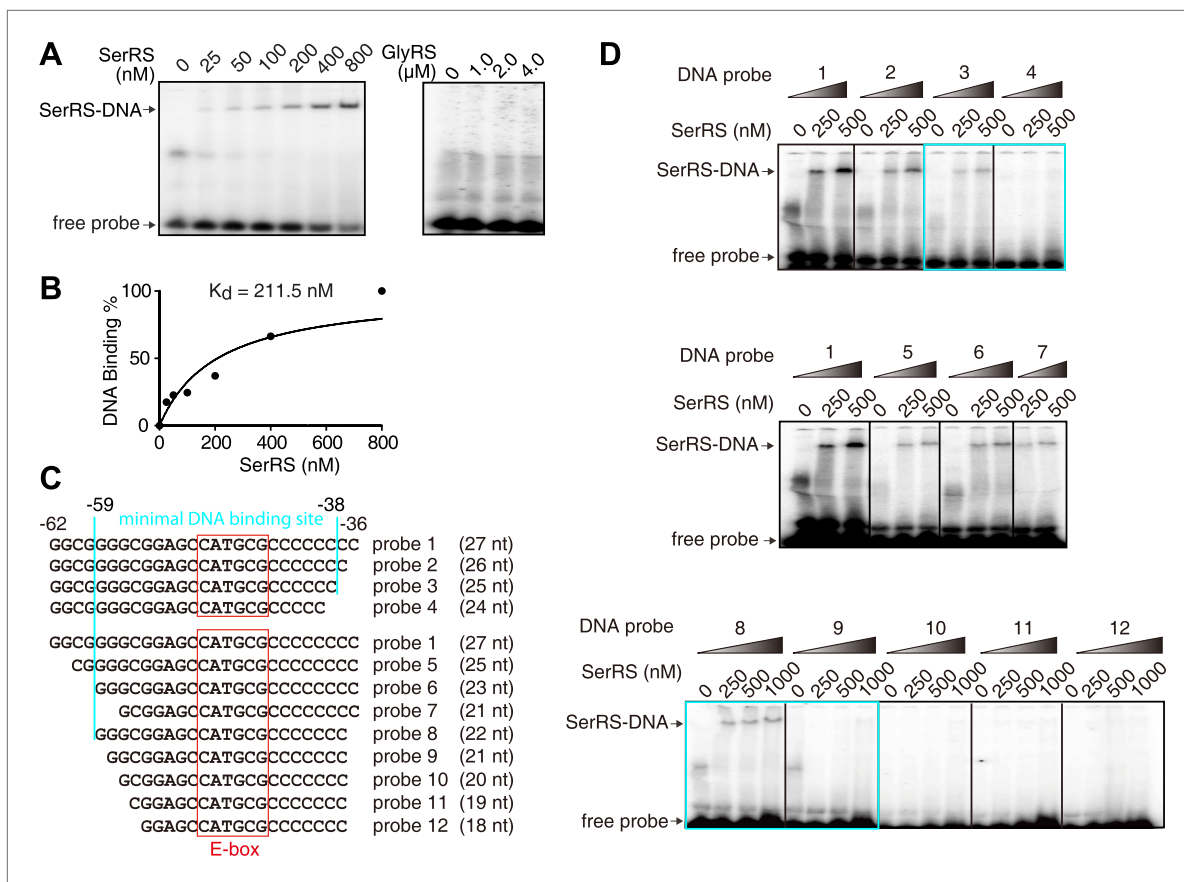 A
SerRS (nM) 0 25 50 100 200 400 800
SerRS-DNA
free probe
GlyRS (µM) 0 1.0 2.0 4.0
B
Kd = 211.5 nM
DNA Binding %
100
50
0
0 200 400 600 800
SerRS (nM)
C
-59 -38
-62 minimal DNA binding site -36
GGCGGGGCGGAGCCATGCGCCCCCCCC probe 1 (27 nt)
GGCGGGGCGGAGCCATGCGCCCCCCC probe 2 (26 nt)
GGCGGGGCGGAGCCATGCGCCCCCC probe 3 (25 nt)
GGCGGGGCGGAGCCATGCGCCCCC probe 4 (24 nt)
GGCGGGGCGGAGCCATGCGCCCCCCCC probe 1 (27 nt)
CGGGGCGGAGCCATGCGCCCCCCCC probe 5 (25 nt)
GGGCGGAGCCATGCGCCCCCCCC probe 6 (23 nt)
GCGGAGCCATGCGCCCCCCCC probe 7 (21 nt)
GGGCGGAGCCATGCGCCCCCCC probe 8 (22 nt)
GGCGGAGCCATGCGCCCCCCC probe 9 (21 nt)
GCGGAGCCATGCGCCCCCCC probe 10 (20 nt)
CGGAGCCATGCGCCCCCCC probe 11 (19 nt)
GGAGCCATGCGCCCCCCC probe 12 (18 nt)
E-box
D
DNA probe 1 2 3 4
SerRS (nM) 0 250 500 0 250 500 0 250 500 0 250 500
SerRS-DNA
free probe
DNA probe 1 5 6 7
SerRS (nM) 0 250 500 0 250 500 0 250 500 250 500
SerRS-DNA
free probe
DNA probe 8 9 10 11 12
SerRS (nM) 0 250 500 1000 0 250 500 1000 0 250 500 1000 0 250 500 1000 0 250 500 1000
SerRS-DNA
free probe